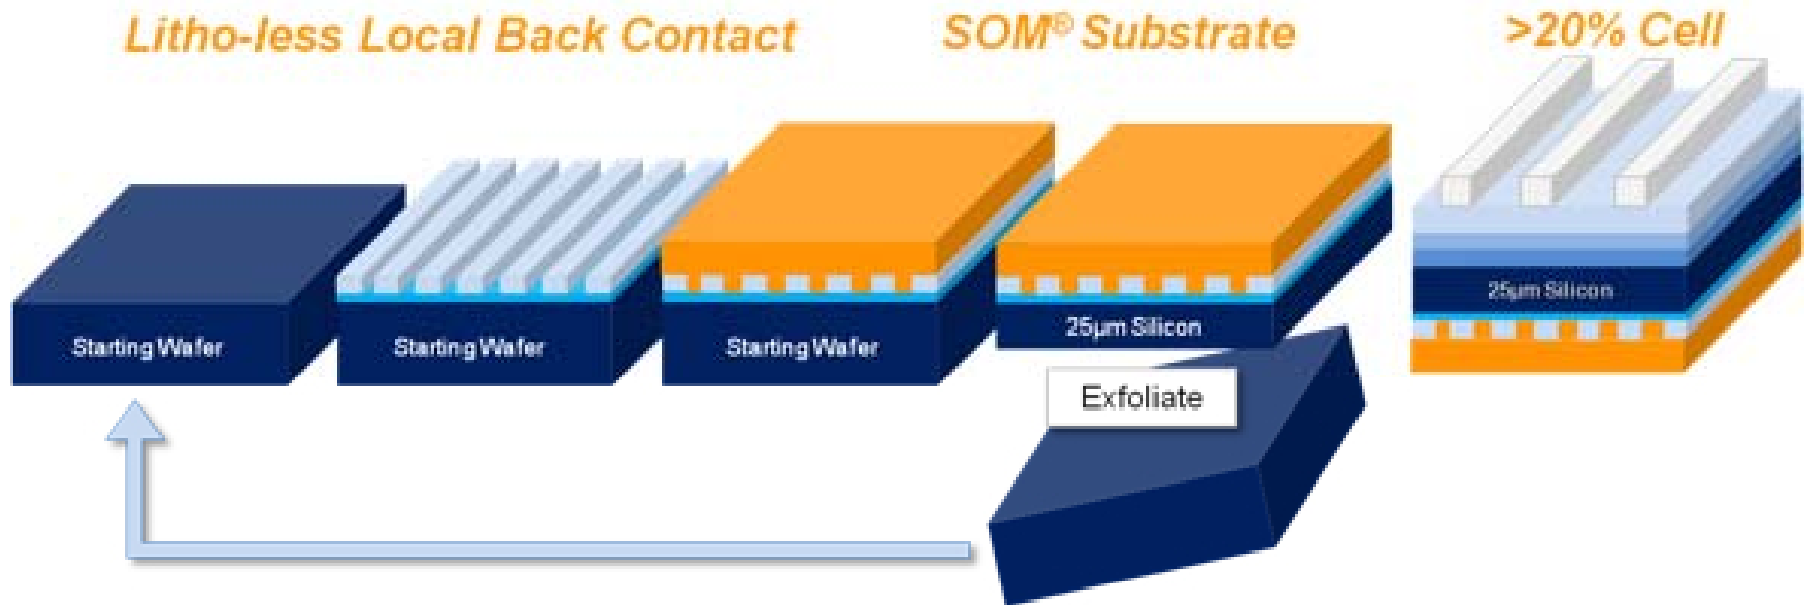 Litho-less Local Back Contact
SOM® Substrate
>20% Cell
Starting Wafer
Starting Wafer
Starting Wafer
25µm Silicon
25µm Silicon
Exfoliate